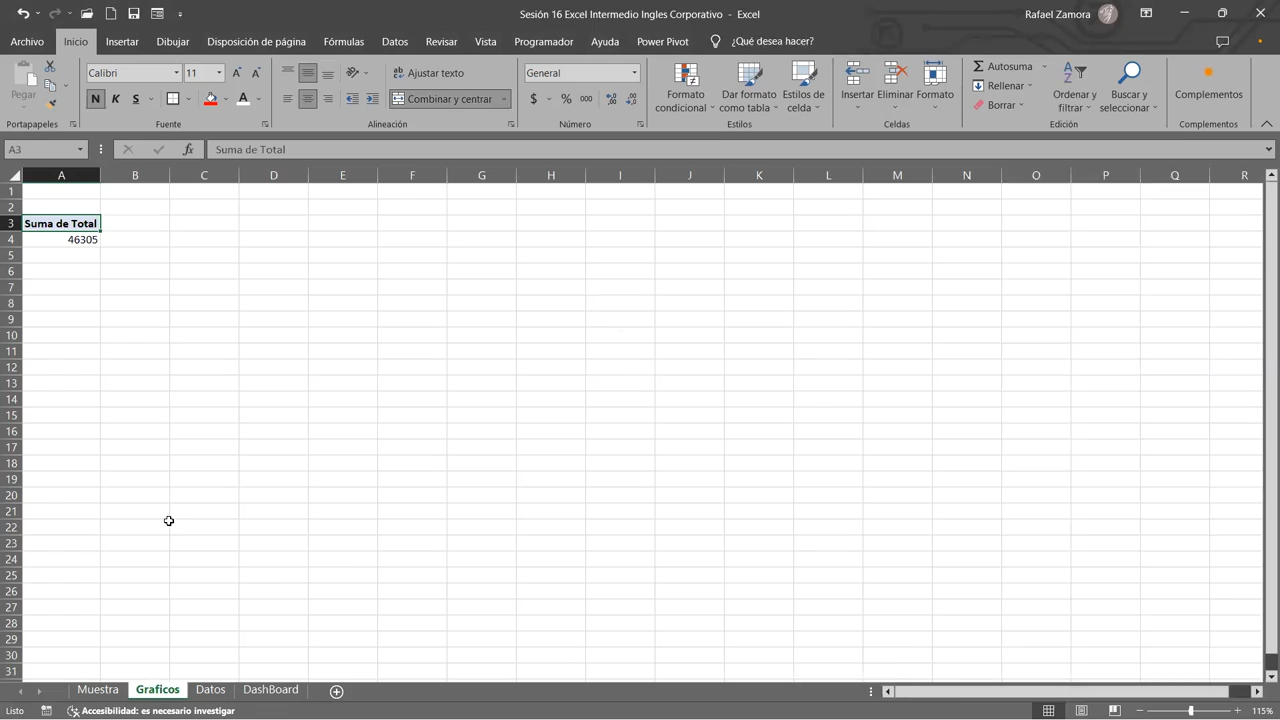 Sesión 16 Excel Intermedio Ingles Corporativo - Excel
Rafael Zamora
Archivo Inicio Insertar Dibujar Disposición de página Fórmulas Datos Revisar Vista Programador Ayuda Power Pivot ¿Qué desea hacer?
Pegar
Calibri 11
N K S
Ajustar texto
Combinar y centrar
General
$ % 000
Formato condicional
Dar formato como tabla
Estilos de celda
Insertar
Eliminar
Formato
Autosuma
Rellenar
Borrar
Ordenar y filtrar
Buscar y seleccionar
Complementos
Portapapeles Fuente Alineación Número Estilos Celdas Edición Complementos
A3 fx Suma de Total
A B C D E F G H I J K L M N O P Q R
1
2
3 Suma de Total
4 46305
5
6
7
8
9
10
11
12
13
14
15
16
17
18
19
20
21
22
23
24
25
26
27
28
29
30
31
Muestra Graficos Datos DashBoard
Listo Accesibilidad: es necesario investigar 115%